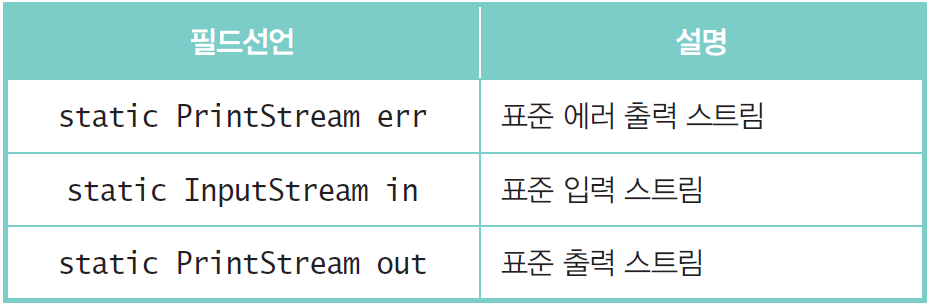 필드선언 설명
static PrintStream err 표준 에러 출력 스트림
static InputStream in 표준 입력 스트림
static PrintStream out 표준 출력 스트림